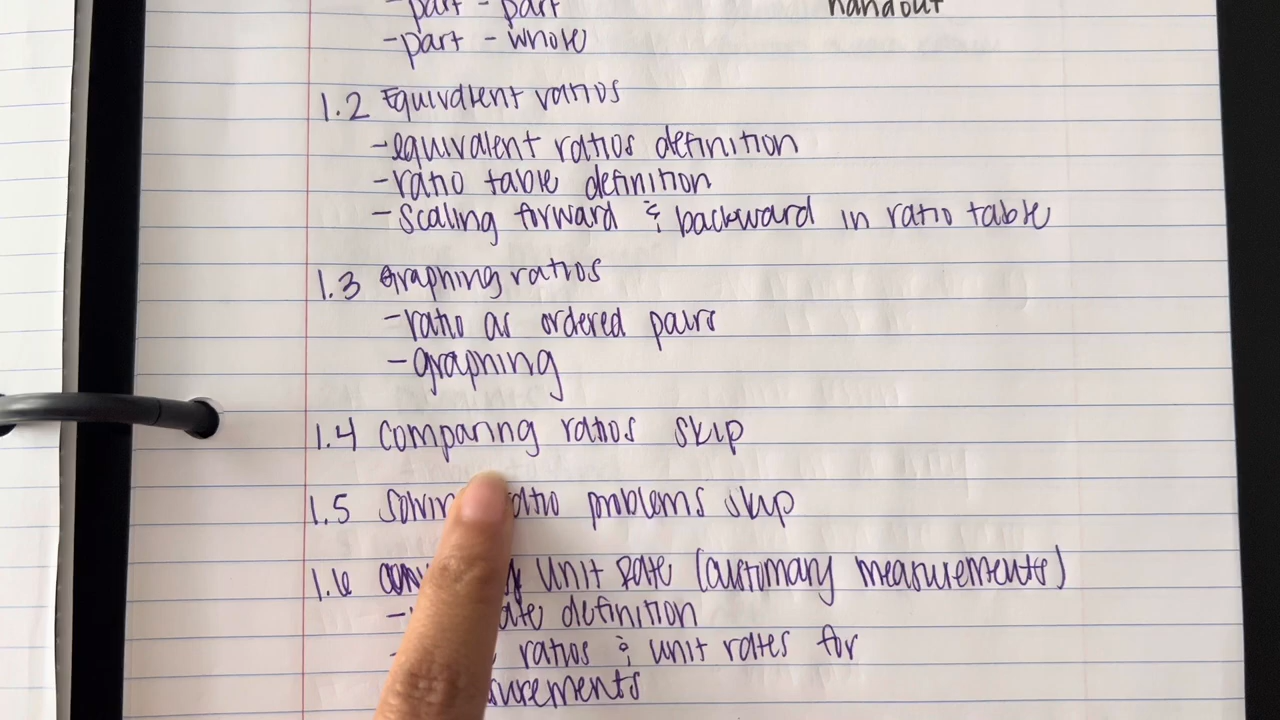 -part - part
handout
-part - whole
1.2 Equivalent ratios
-equivalent ratios definition
-ratio table definition
-scaling forward & backward in ratio table
1.3 Graphing ratios
-ratio as ordered pairs
-graphing
1.4 comparing ratios skip
1.5 problems skip
1.6 unit rate (customary measurements)
definition
ratios & unit rates for